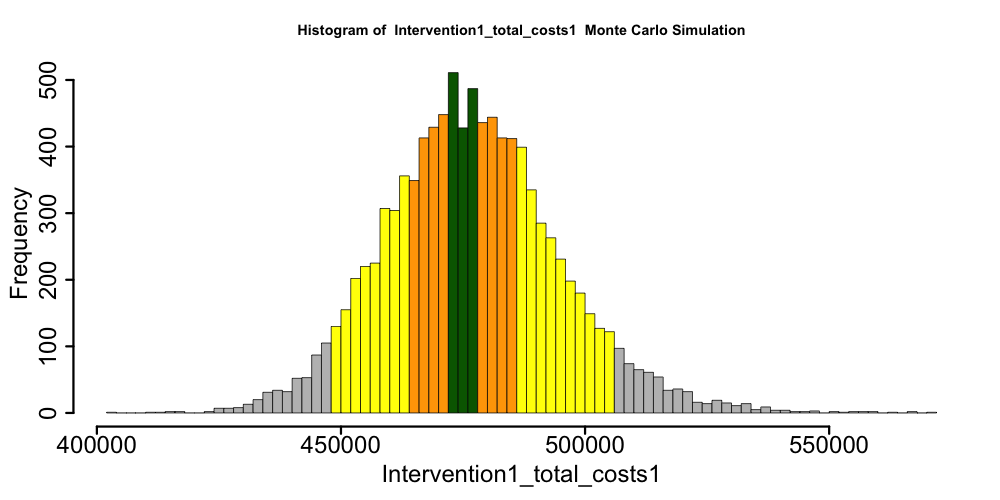 Histogram of  Intervention1_total_costs1  Monte Carlo Simulation
500
400
300
200
100
0
Frequency
400000 450000 500000 550000
Intervention1_total_costs1